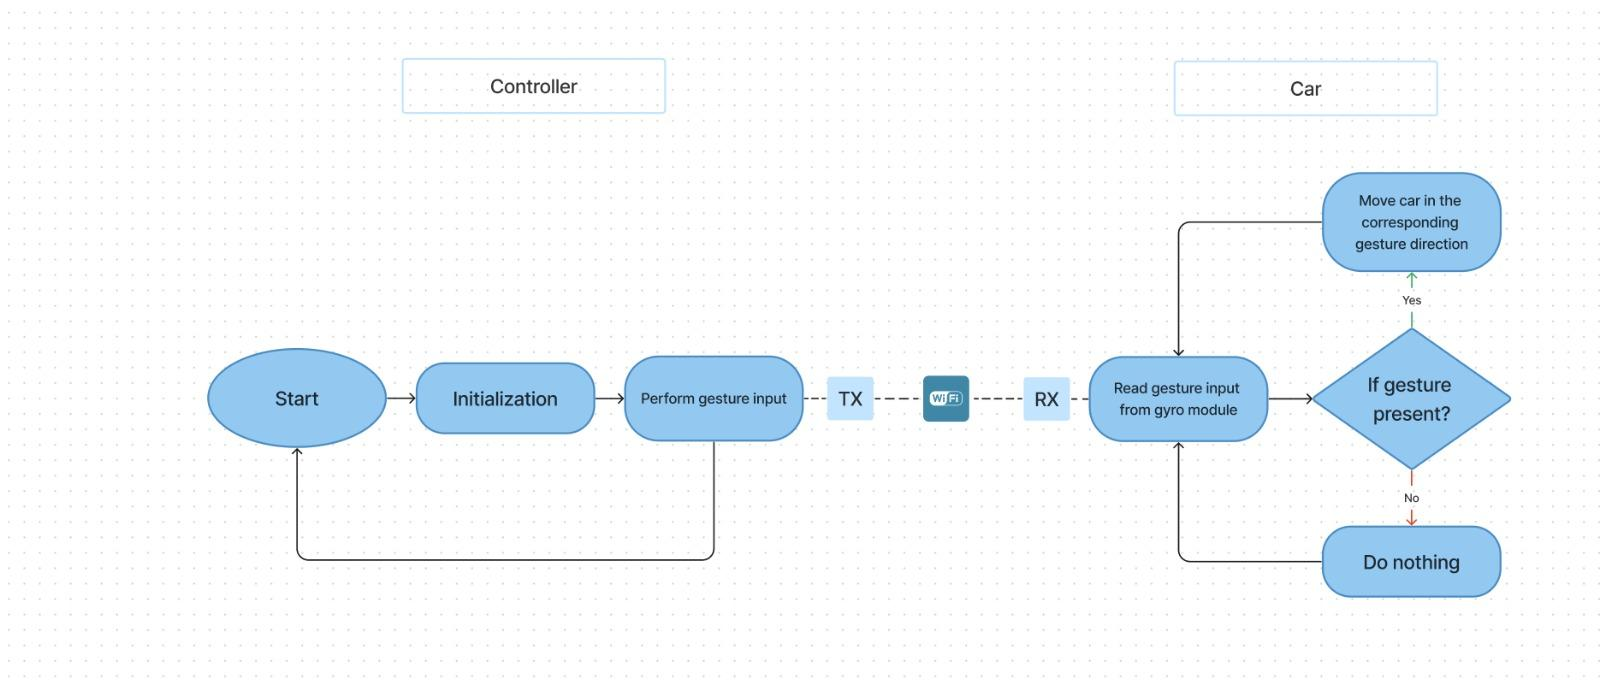 Controller
Car
Move car in the
corresponding
gesture direction
Yes
Start
Initialization
Perform gesture input
TX
WiFi
RX
Read gesture input
from gyro module
If gesture
present?
No
Do nothing